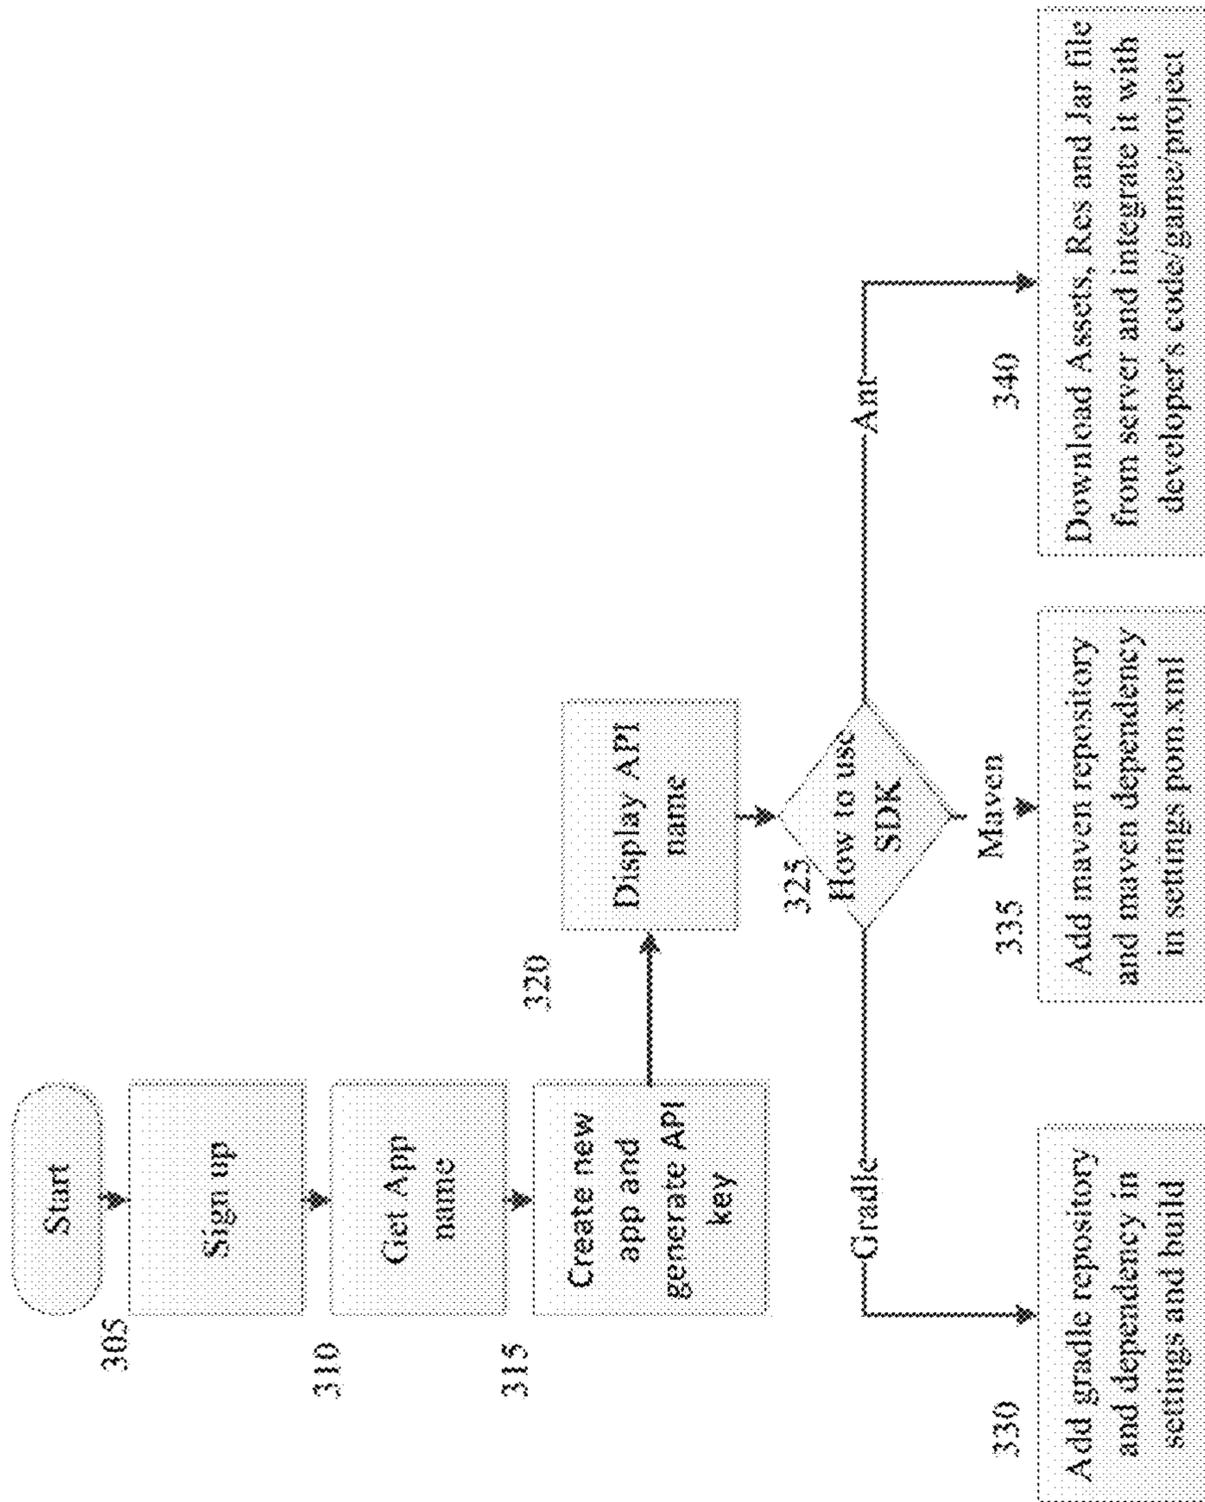 Start
305
Sign up
310
Get App
name
315
Create new
app and
generate API
key
320
Display API
name
325
How to use
SDK
Gradle
Maven
Ant
330
Add gradle repository
and dependency in
settings and build
335
Add maven repository
and maven dependency
in settings pom.xml
340
Download Assets, Res and Jar file
from server and integrate it with
developer's code/game/project